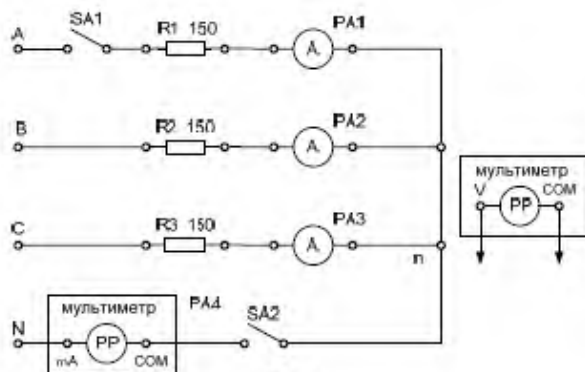 SA1
A R1 150 PA1
A
B R2 150 PA2
A
мультиметр
V PP COM
C R3 150 PA3
A
n
мультиметр PA4 SA2
N PP
mA COM